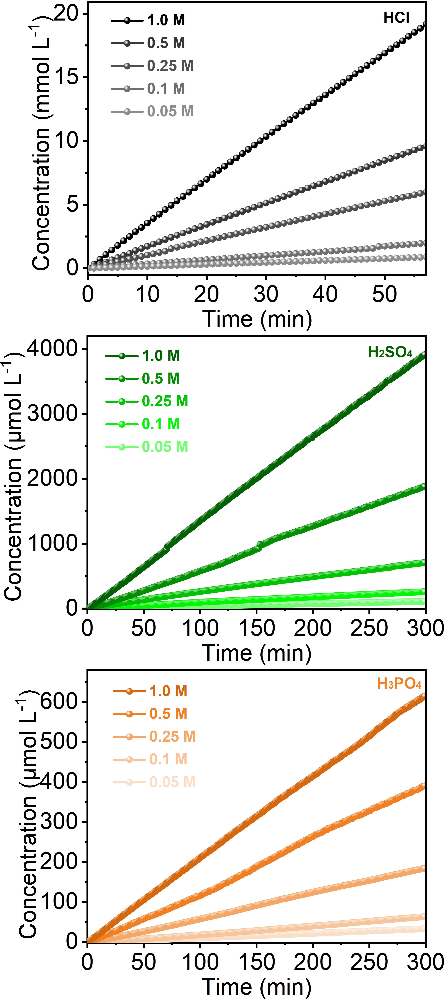 HCl
1.0 M
0.5 M
0.25 M
0.1 M
0.05 M
Concentration (mmol L-1)
20
15
10
5
0
0 10 20 30 40 50
Time (min)
H2SO4
1.0 M
0.5 M
0.25 M
0.1 M
0.05 M
Concentration (µmol L-1)
4000
3000
2000
1000
0
0 50 100 150 200 250 300
Time (min)
H3PO4
1.0 M
0.5 M
0.25 M
0.1 M
0.05 M
Concentration (µmol L-1)
600
500
400
300
200
100
0
0 50 100 150 200 250 300
Time (min)